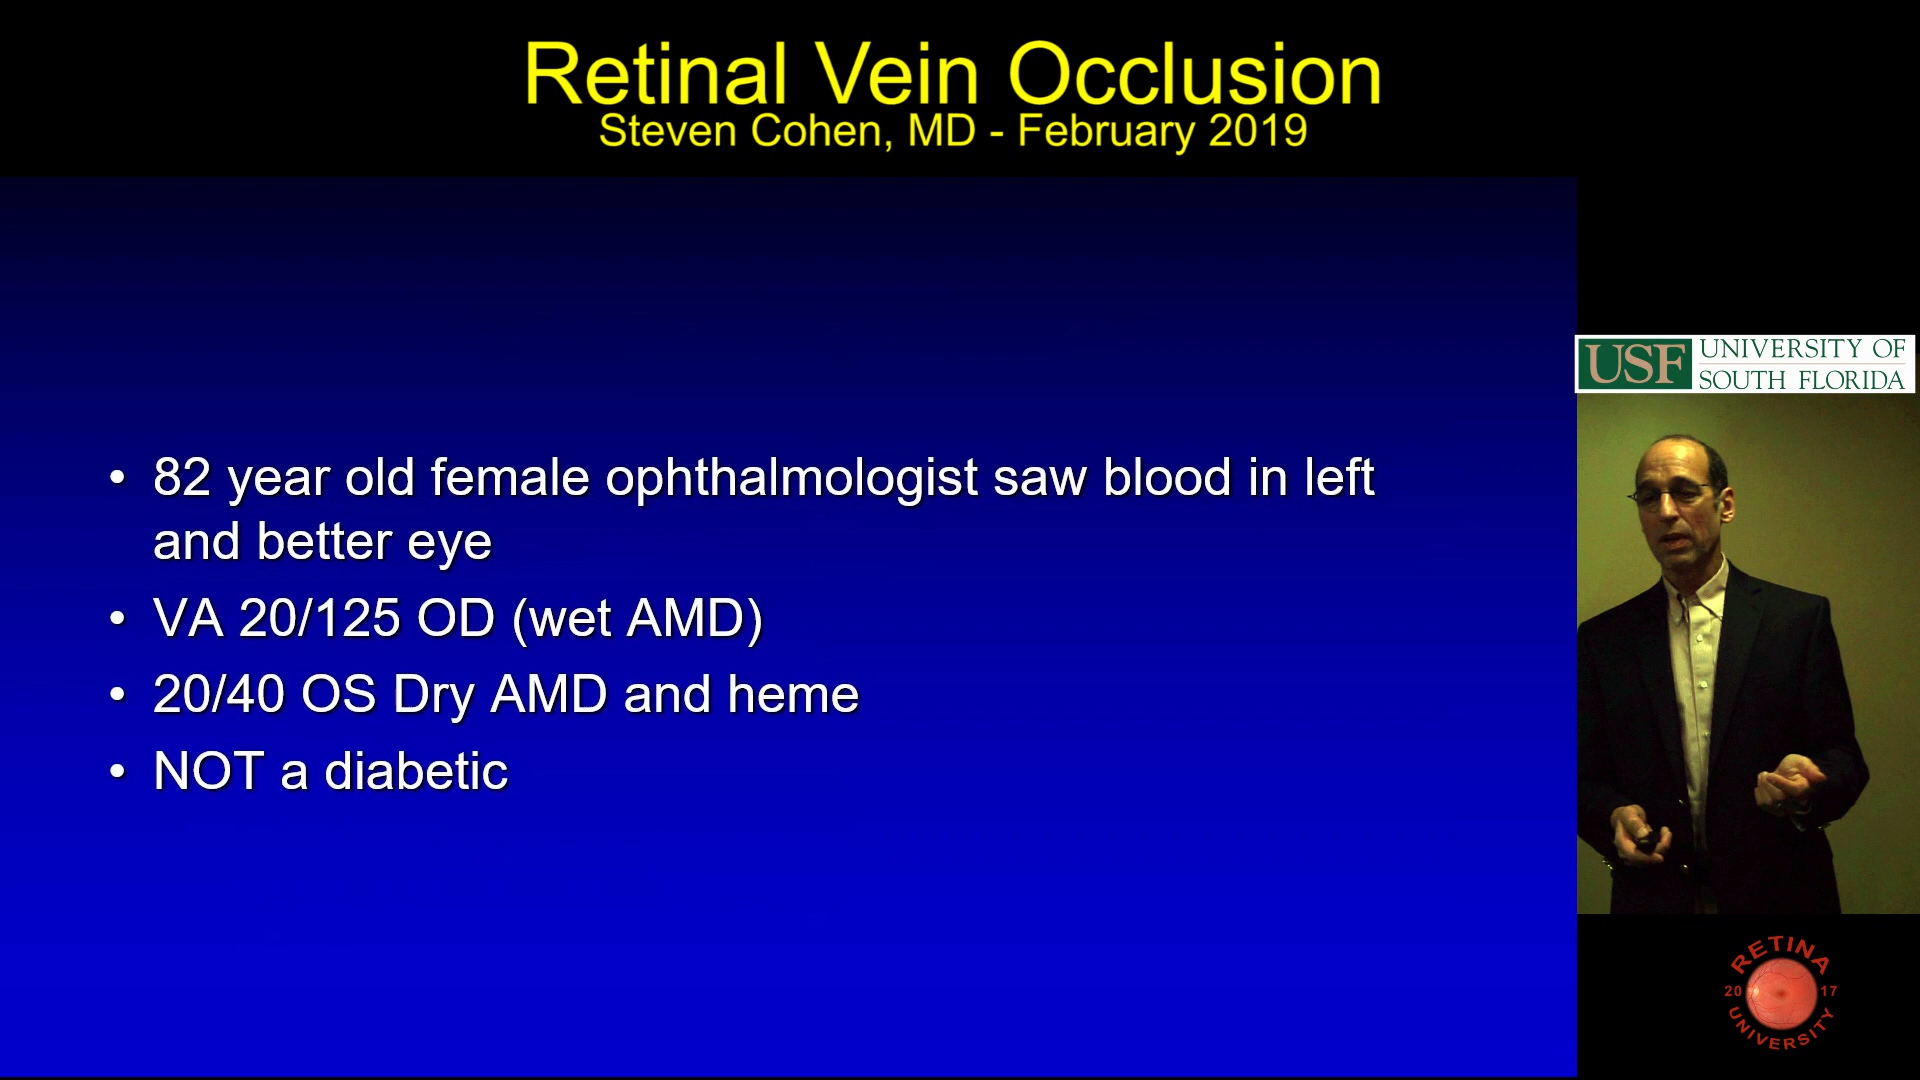 Retinal Vein Occlusion
Steven Cohen, MD - February 2019
USF UNIVERSITY OF
SOUTH FLORIDA
• 82 year old female ophthalmologist saw blood in left
and better eye
• VA 20/125 OD (wet AMD)
• 20/40 OS Dry AMD and heme
• NOT a diabetic
RETINA
20 17
UNIVERSITY